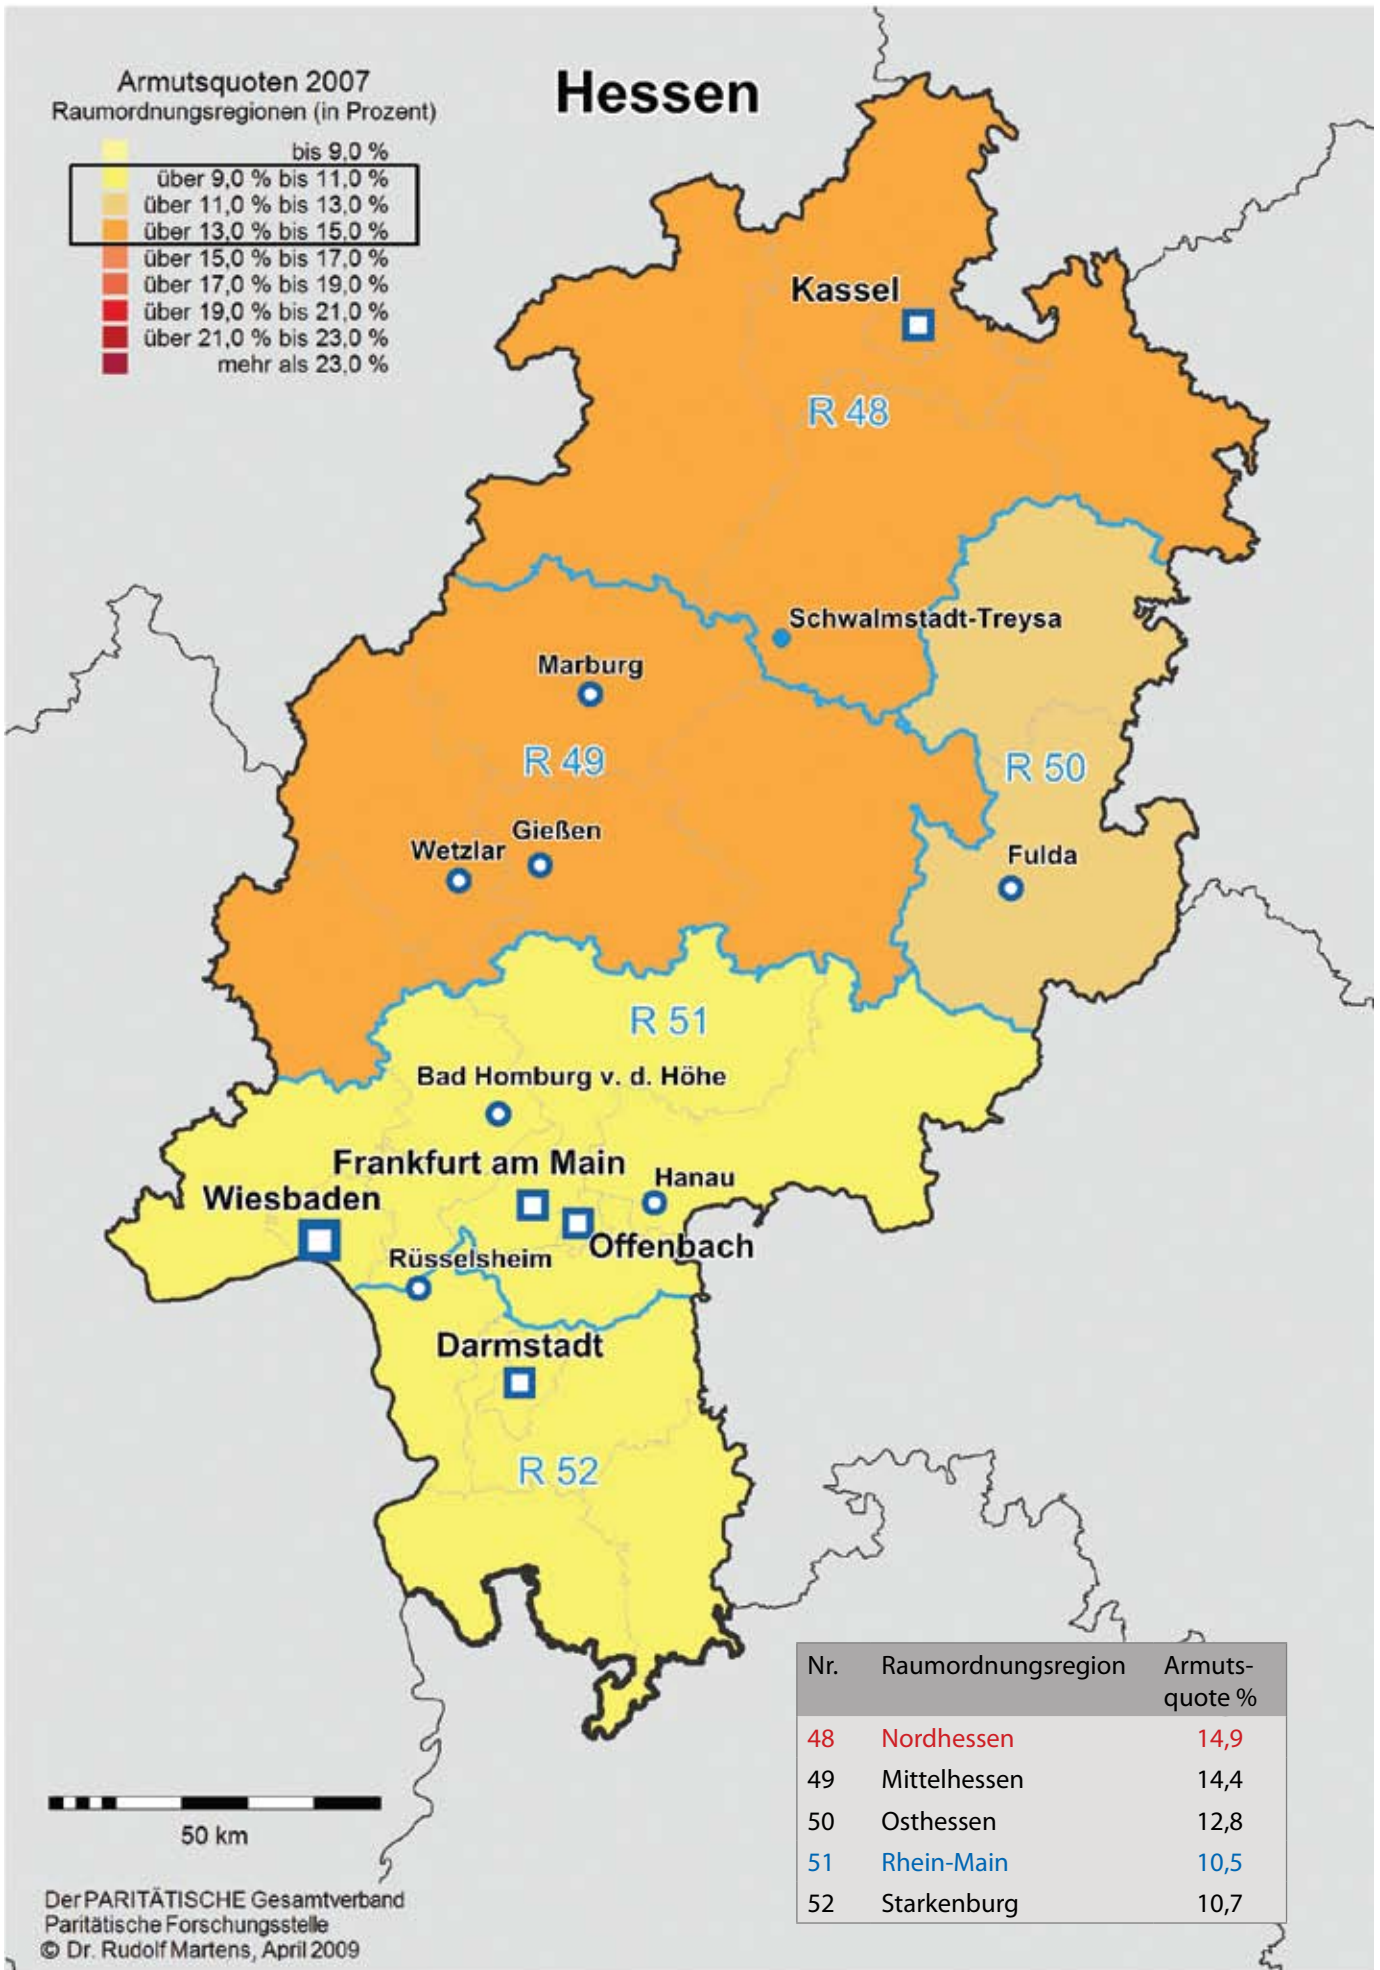 Hessen
Armutsquoten 2007
Raumordnungsregionen (in Prozent)
bis 9,0 %
über 9,0 % bis 11,0 %
über 11,0 % bis 13,0 %
über 13,0 % bis 15,0 %
über 15,0 % bis 17,0 %
über 17,0 % bis 19,0 %
über 19,0 % bis 21,0 %
über 21,0 % bis 23,0 %
mehr als 23,0 %
Kassel
R 48
Schwalmstadt-Treysa
Marburg
R 49
R 50
Gießen
Wetzlar
Fulda
R 51
Bad Homburg v. d. Höhe
Frankfurt am Main
Hanau
Wiesbaden
Offenbach
Rüsselsheim
Darmstadt
R 52
Nr. Raumordnungsregion Armuts-
quote %
48 Nordhessen 14,9
49 Mittelhessen 14,4
50 Osthessen 12,8
51 Rhein-Main 10,5
52 Starkenburg 10,7
50 km
Der PARITÄTISCHE Gesamtverband
Paritätische Forschungsstelle
© Dr. Rudolf Martens, April 2009